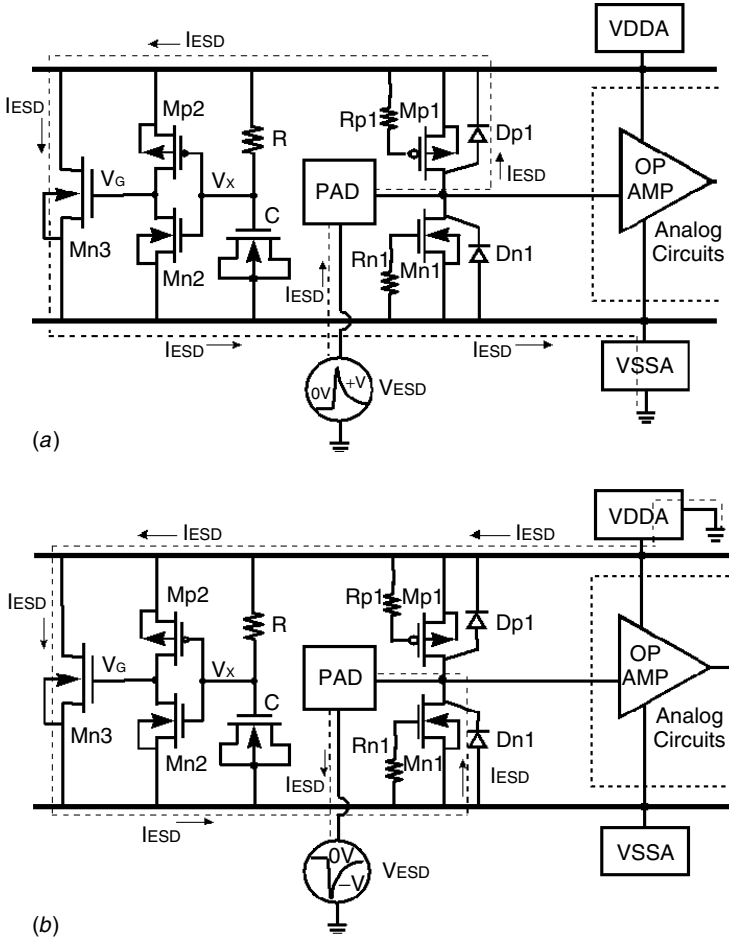 IESD
VDDA
IESD
Mp2
Rp1
Mp1
Dp1
R
OP
AMP
VG
VX
PAD
IESD
C
Analog
Circuits
Mn3
Mn2
Rn1
Mn1
Dn1
IESD
IESD
IESD
VSSA
0V
+V
VESD
(a)
VDDA
IESD
IESD
IESD
Mp2
Rp1
Mp1
Dp1
R
OP
AMP
VG
VX
PAD
C
Analog
Circuits
Mn3
Mn2
Rn1
Mn1
Dn1
IESD
IESD
IESD
VSSA
0V
–V
VESD
(b)